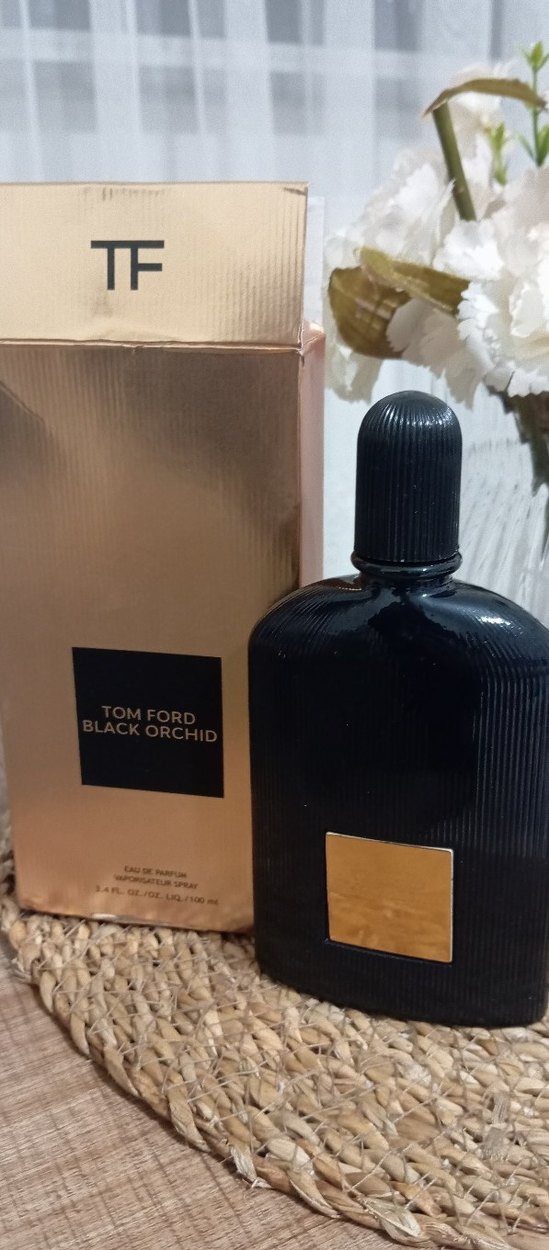 TF
TOM FORD
BLACK ORCHID
EAU DE PARFUM
VAPORISATEUR SPRAY
3.4 FL. OZ./OZ. LIQ./100 ml